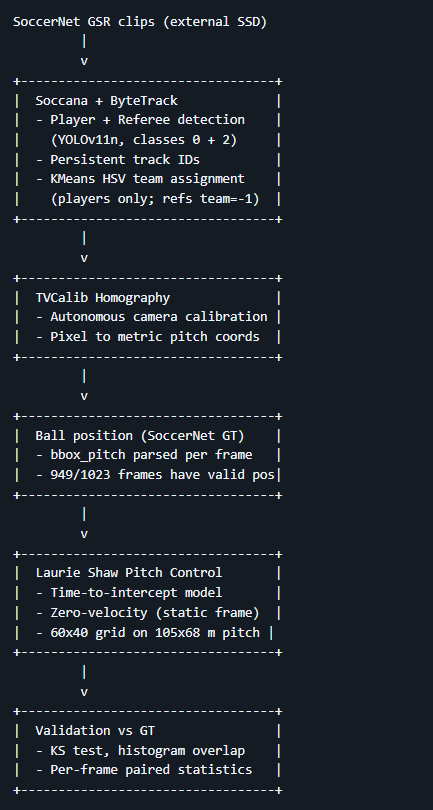 SoccerNet GSR clips (external SSD)
|
v
+---------------------------------+
| Soccana + ByteTrack |
| - Player + Referee detection |
| (YOLOv11n, classes 0 + 2) |
| - Persistent track IDs |
| - KMeans HSV team assignment |
| (players only; refs team=-1) |
+---------------------------------+
|
v
+---------------------------------+
| TVCalib Homography |
| - Autonomous camera calibration |
| - Pixel to metric pitch coords |
+---------------------------------+
|
v
+---------------------------------+
| Ball position (SoccerNet GT) |
| - bbox_pitch parsed per frame |
| - 949/1023 frames have valid pos|
+---------------------------------+
|
v
+---------------------------------+
| Laurie Shaw Pitch Control |
| - Time-to-intercept model |
| - Zero-velocity (static frame) |
| - 60x40 grid on 105x68 m pitch |
+---------------------------------+
|
v
+---------------------------------+
| Validation vs GT |
| - KS test, histogram overlap |
| - Per-frame paired statistics |
+---------------------------------+